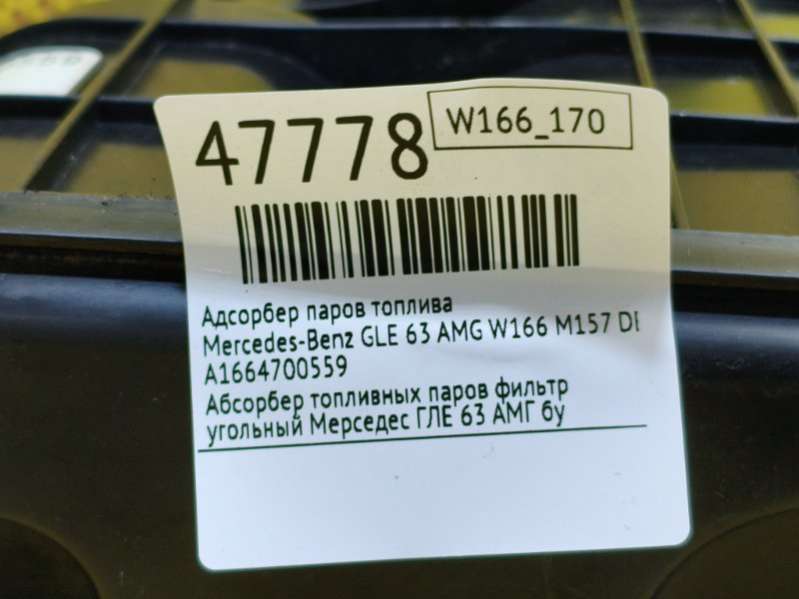 47778
W166_170
Адсорбер паров топлива
Mercedes-Benz GLE 63 AMG W166 M157 DE
A1664700559
Абсорбер топливных паров фильтр
угольный Мерседес ГЛЕ 63 АМГ бу